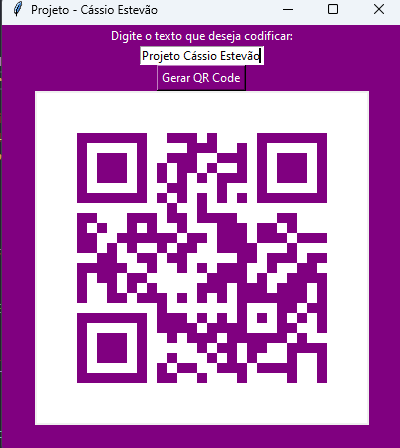 Projeto - Cássio Estevão
Digite o texto que deseja codificar:
Projeto Cássio Estevão
Gerar QR Code